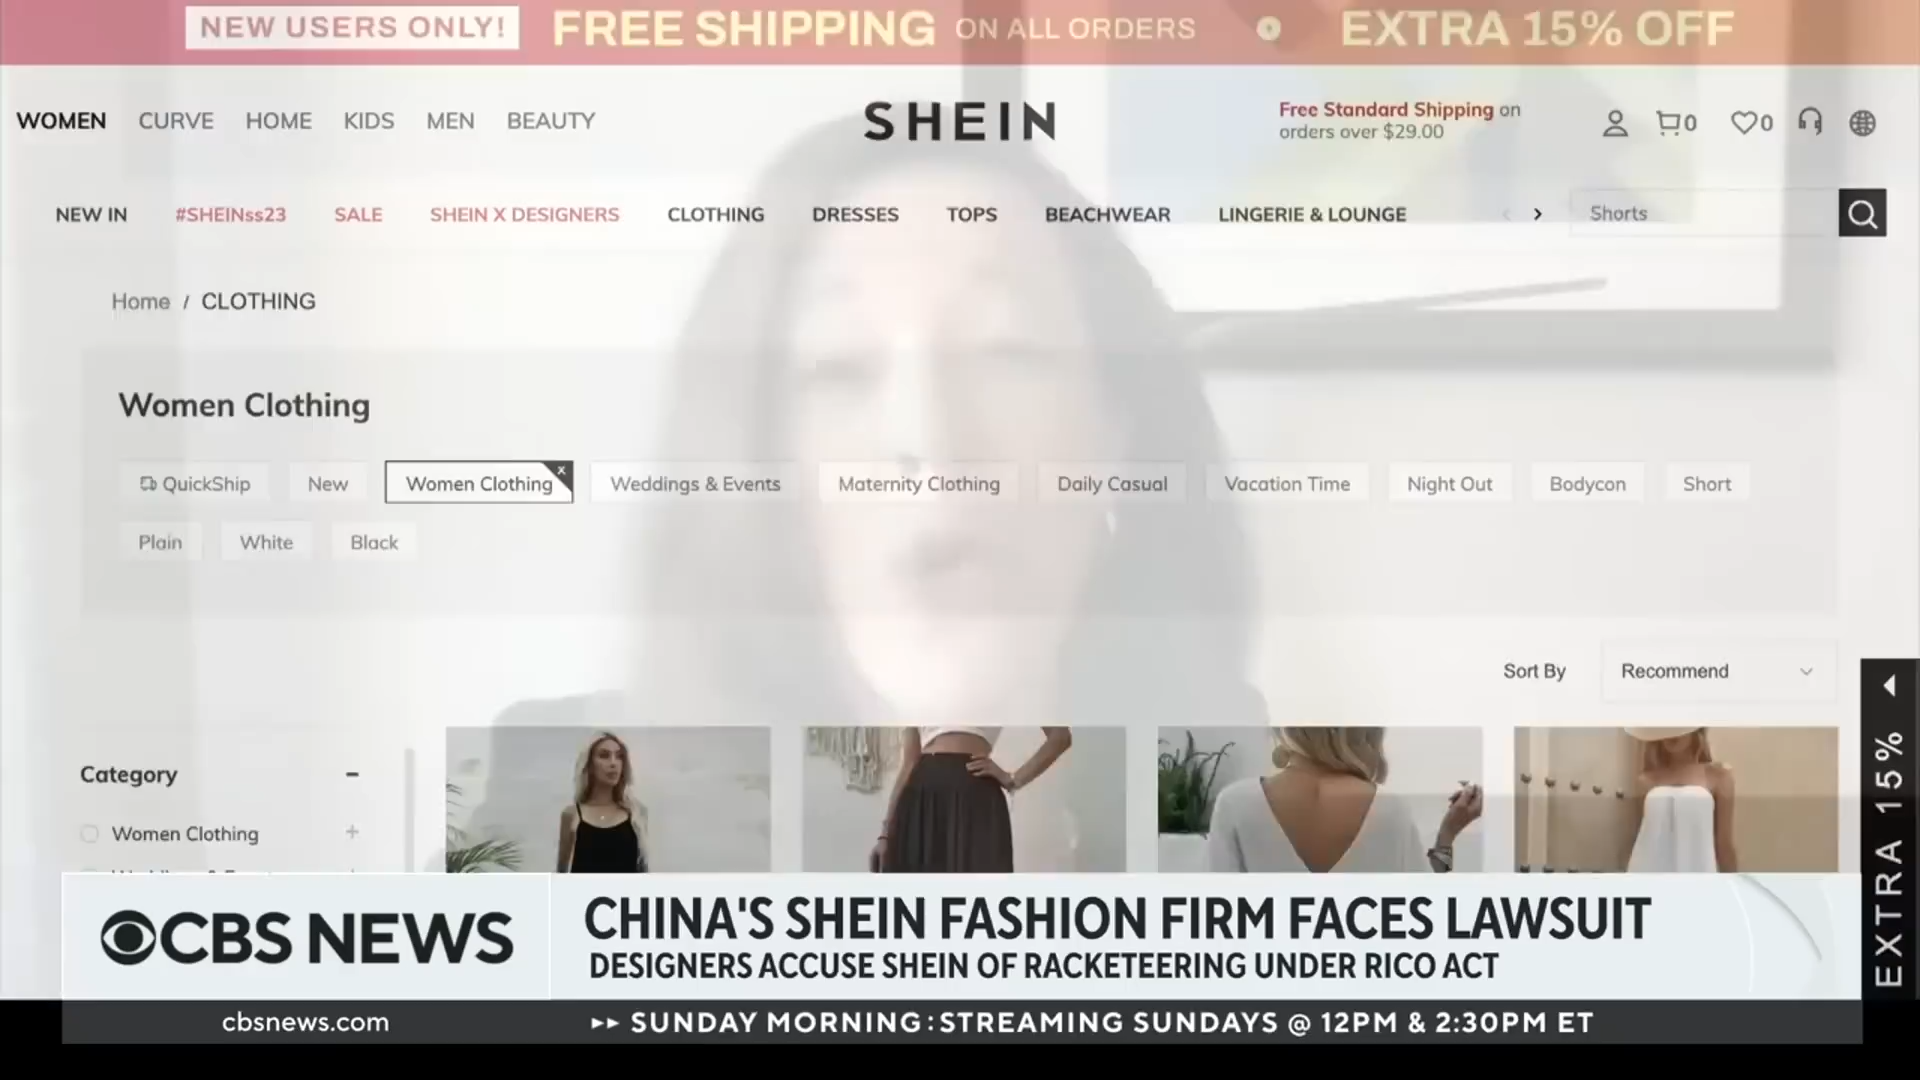 NEW USERS ONLY! FREE SHIPPING ON ALL ORDERS EXTRA 15% OFF
WOMEN CURVE HOME KIDS MEN BEAUTY
SHEIN
Free Standard Shipping on
orders over $29.00
0 0
NEW IN #SHEINss23 SALE SHEIN X DESIGNERS CLOTHING DRESSES TOPS BEACHWEAR LINGERIE & LOUNGE
Shorts
Home / CLOTHING
Women Clothing
QuickShip New Women Clothing x Weddings & Events Maternity Clothing Daily Casual Vacation Time Night Out Bodycon Short
Plain White Black
Sort By Recommend
Category
Women Clothing
EXTRA 15%
CBS NEWS
CHINA'S SHEIN FASHION FIRM FACES LAWSUIT
DESIGNERS ACCUSE SHEIN OF RACKETEERING UNDER RICO ACT
cbsnews.com
SUNDAY MORNING: STREAMING SUNDAYS @ 12PM & 2:30PM ET